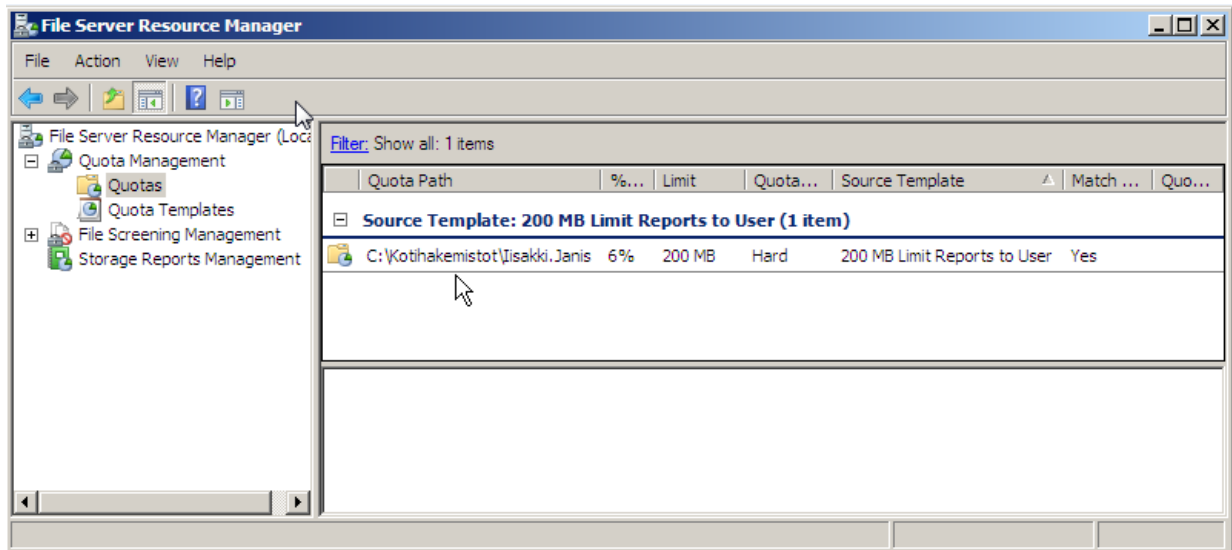 File Server Resource Manager
File Action View Help
File Server Resource Manager (Loca
Quota Management
Quotas
Quota Templates
File Screening Management
Storage Reports Management
Filter: Show all: 1 items
Quota Path %... Limit Quota... Source Template Match ... Quo...
Source Template: 200 MB Limit Reports to User (1 item)
C:\Kotihakemistot\Iisakki.Janis 6% 200 MB Hard 200 MB Limit Reports to User Yes